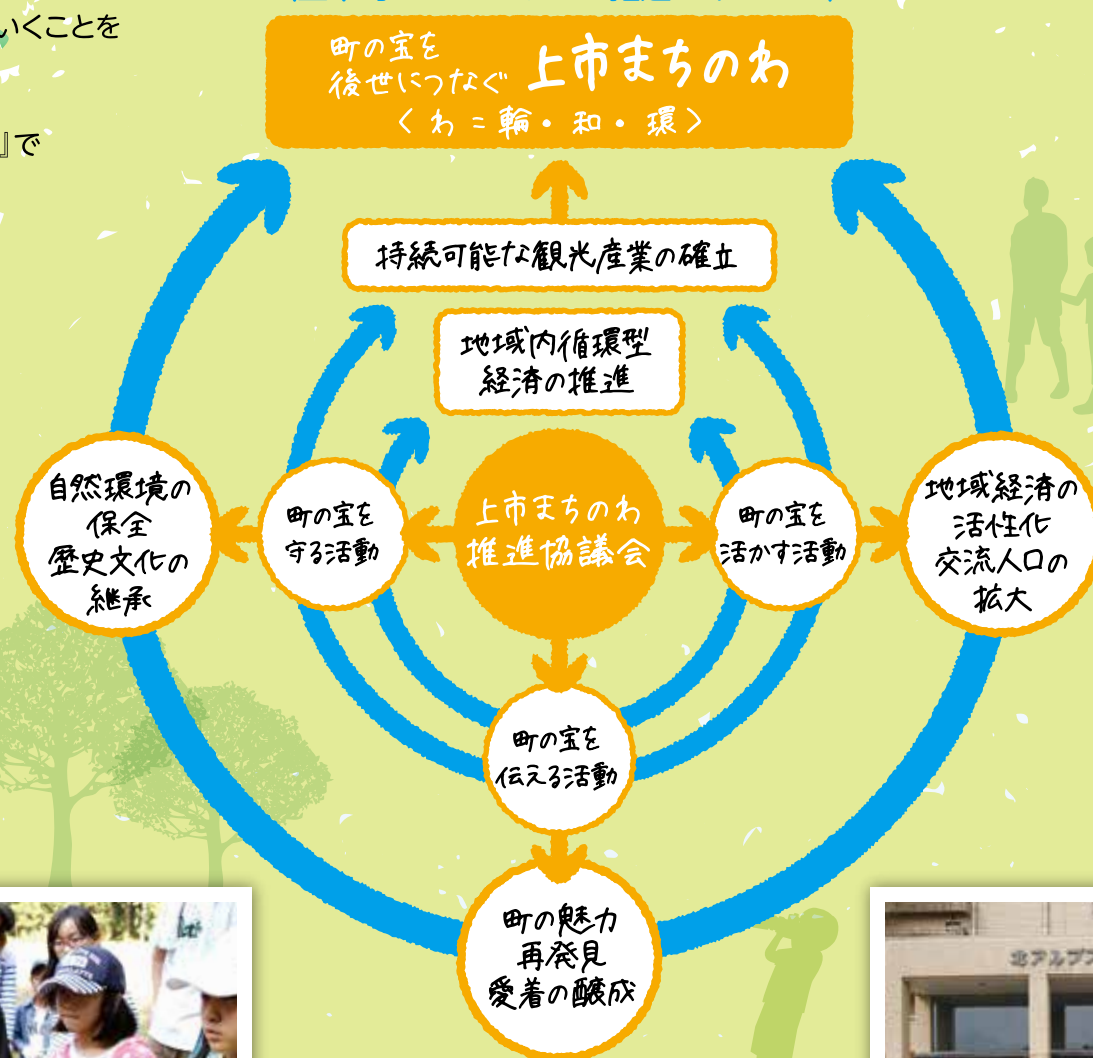 いくことを
』で
町の宝を
後世につなぐ 上市まちのわ
〈わ=輪・和・環〉
持続可能な観光産業の確立
地域内循環型
経済の推進
自然環境の
保全
歴史文化の
継承
町の宝を
守る活動
上市まちのわ
推進協議会
町の宝を
活かす活動
地域経済の
活性化
交流人口の
拡大
町の宝を
伝える活動
町の魅力
再発見
愛着の醸成
北アルプス